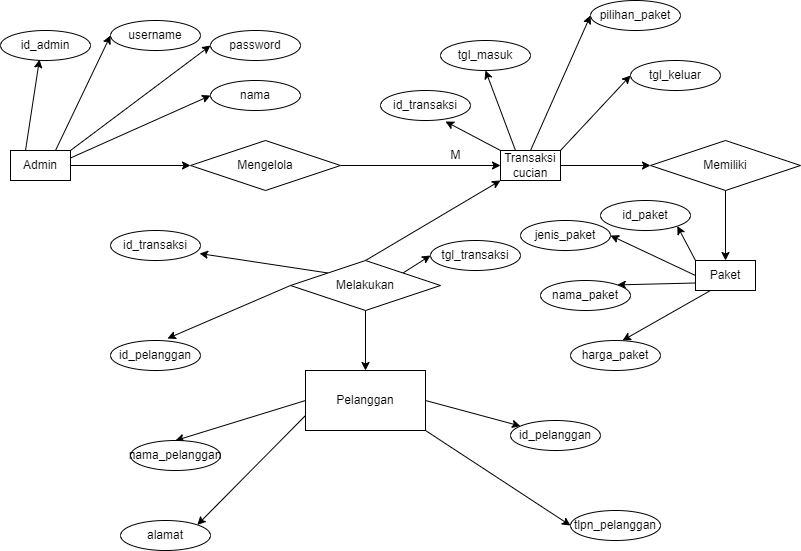 pilihan_paket
username
id_admin
password
tgl_masuk
tgl_keluar
nama
id_transaksi
M
Admin
Mengelola
Transaksi
cucian
Memiliki
id_paket
jenis_paket
id_transaksi
tgl_transaksi
Paket
Melakukan
nama_paket
id_pelanggan
harga_paket
Pelanggan
id_pelanggan
nama_pelanggan
tlpn_pelanggan
alamat